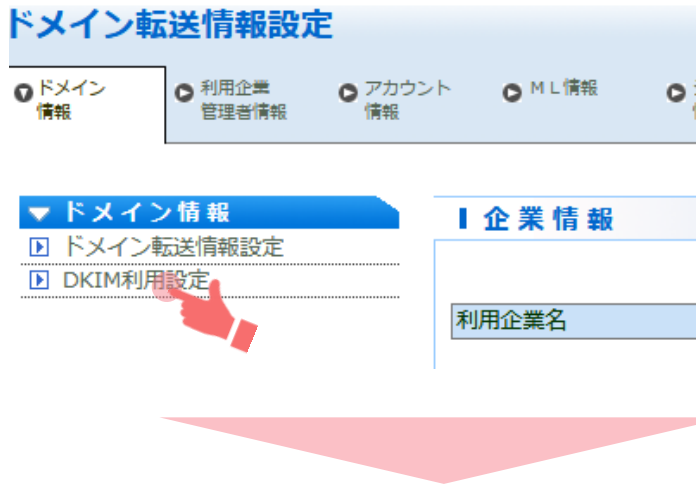 ドメイン転送情報設定
ドメイン
情報
利用企業
管理者情報
アカウント
情報
ML情報
ドメイン情報
ドメイン転送情報設定
DKIM利用設定
企業情報
利用企業名